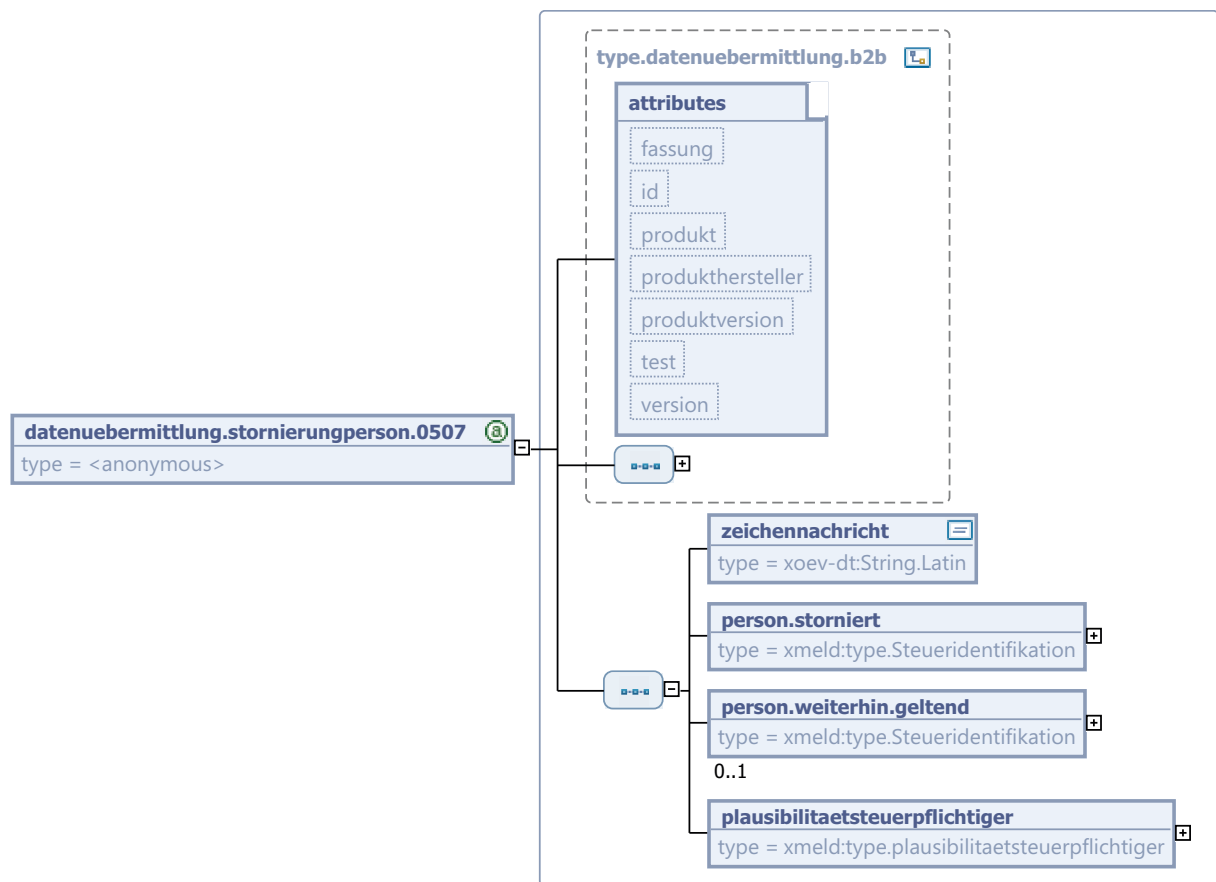 type.datenuebermittlung.b2b
attributes
fassung
id
produkt
produkthersteller
produktversion
test
version
datenuebermittlung.stornierungperson.0507 a
type = <anonymous>
zeichennachricht
type = xoev-dt:String.Latin
person.storniert
type = xmeld:type.Steueridentifikation
person.weiterhin.geltend
type = xmeld:type.Steueridentifikation
0..1
plausibilitaetsteuerpflichtiger
type = xmeld:type.plausibilitaetsteuerpflichtiger